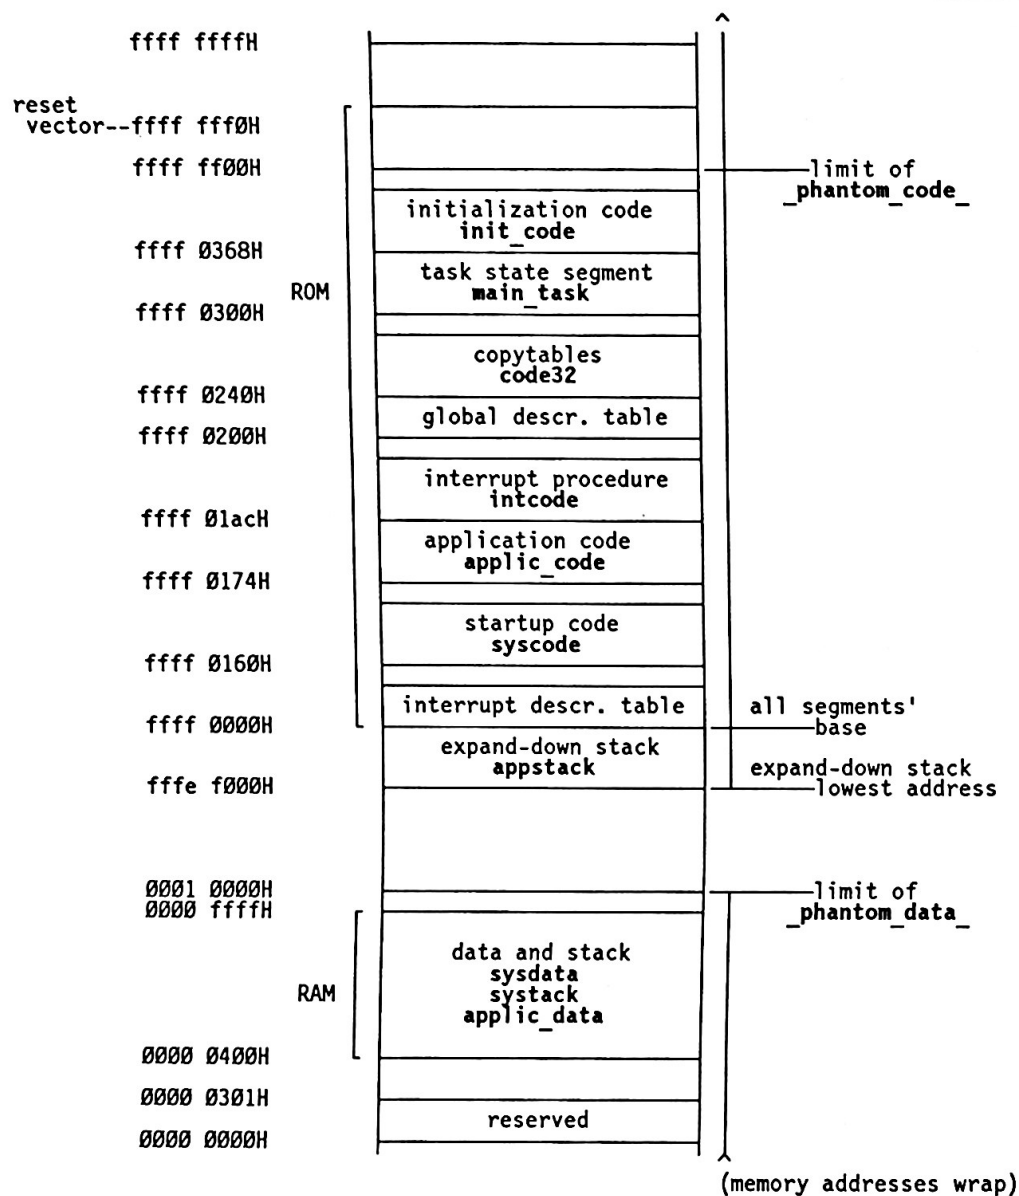 ffff ffffH
reset
vector--ffff fff0H
ffff ff00H
limit of
_phantom_code_
initialization code
init_code
ffff 0368H
task state segment
main_task
ROM
ffff 0300H
copytables
code32
ffff 0240H
global descr. table
ffff 0200H
interrupt procedure
intcode
ffff 01acH
application code
applic_code
ffff 0174H
startup code
syscode
ffff 0160H
interrupt descr. table
all segments'
base
ffff 0000H
expand-down stack
appstack
expand-down stack
lowest address
fffe f000H
0001 0000H
limit of
_phantom_data_
0000 ffffH
data and stack
sysdata
systack
applic_data
RAM
0000 0400H
0000 0301H
reserved
0000 0000H
(memory addresses wrap)